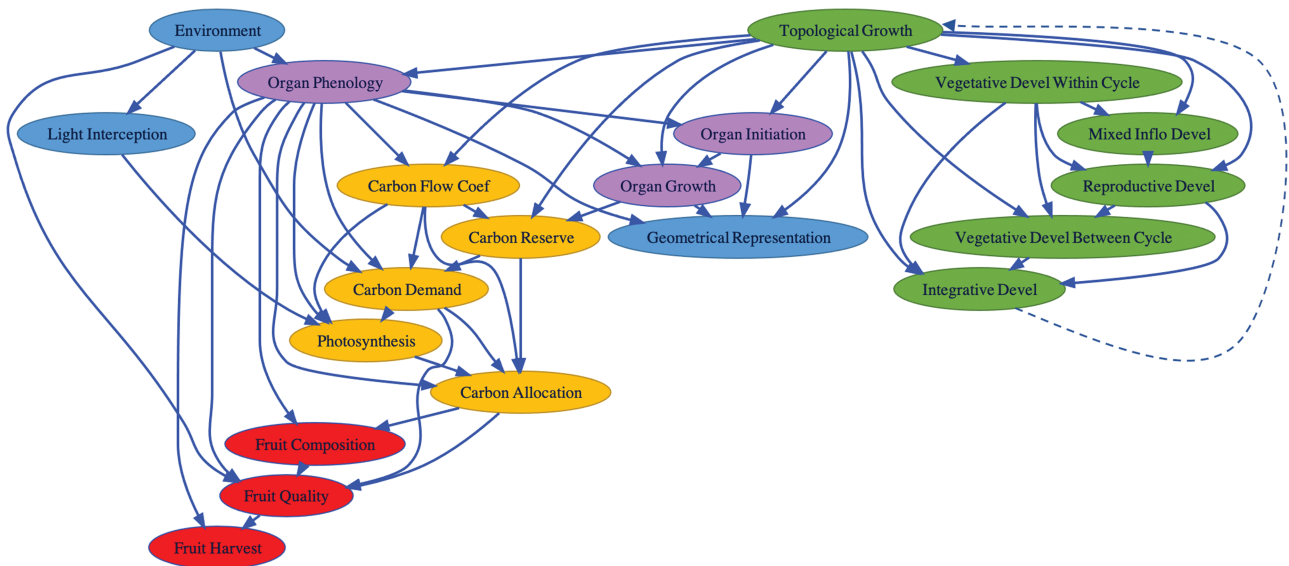 Environment
Topological Growth
Organ Phenology
Vegetative Devel Within Cycle
Light Interception
Organ Initiation
Mixed Inflo Devel
Carbon Flow Coef
Organ Growth
Reproductive Devel
Carbon Reserve
Geometrical Representation
Vegetative Devel Between Cycle
Carbon Demand
Integrative Devel
Photosynthesis
Carbon Allocation
Fruit Composition
Fruit Quality
Fruit Harvest